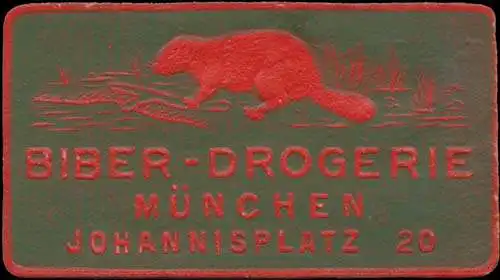 BIBER-DROGERIE
MÜNCHEN
JOHANNISPLATZ 20